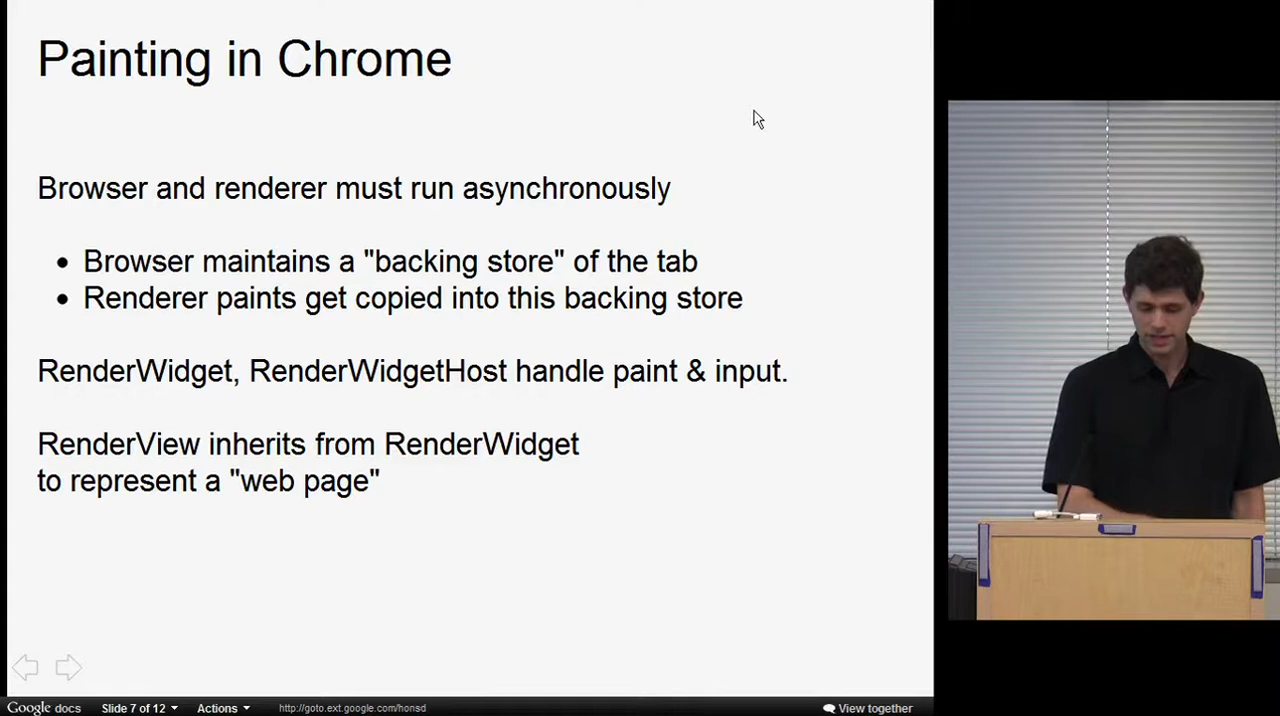 Painting in Chrome
Browser and renderer must run asynchronously
• Browser maintains a "backing store" of the tab
• Renderer paints get copied into this backing store
RenderWidget, RenderWidgetHost handle paint & input.
RenderView inherits from RenderWidget
to represent a "web page"
Google docs Slide 7 of 12 Actions http://goto.ext.google.com/honsd View together